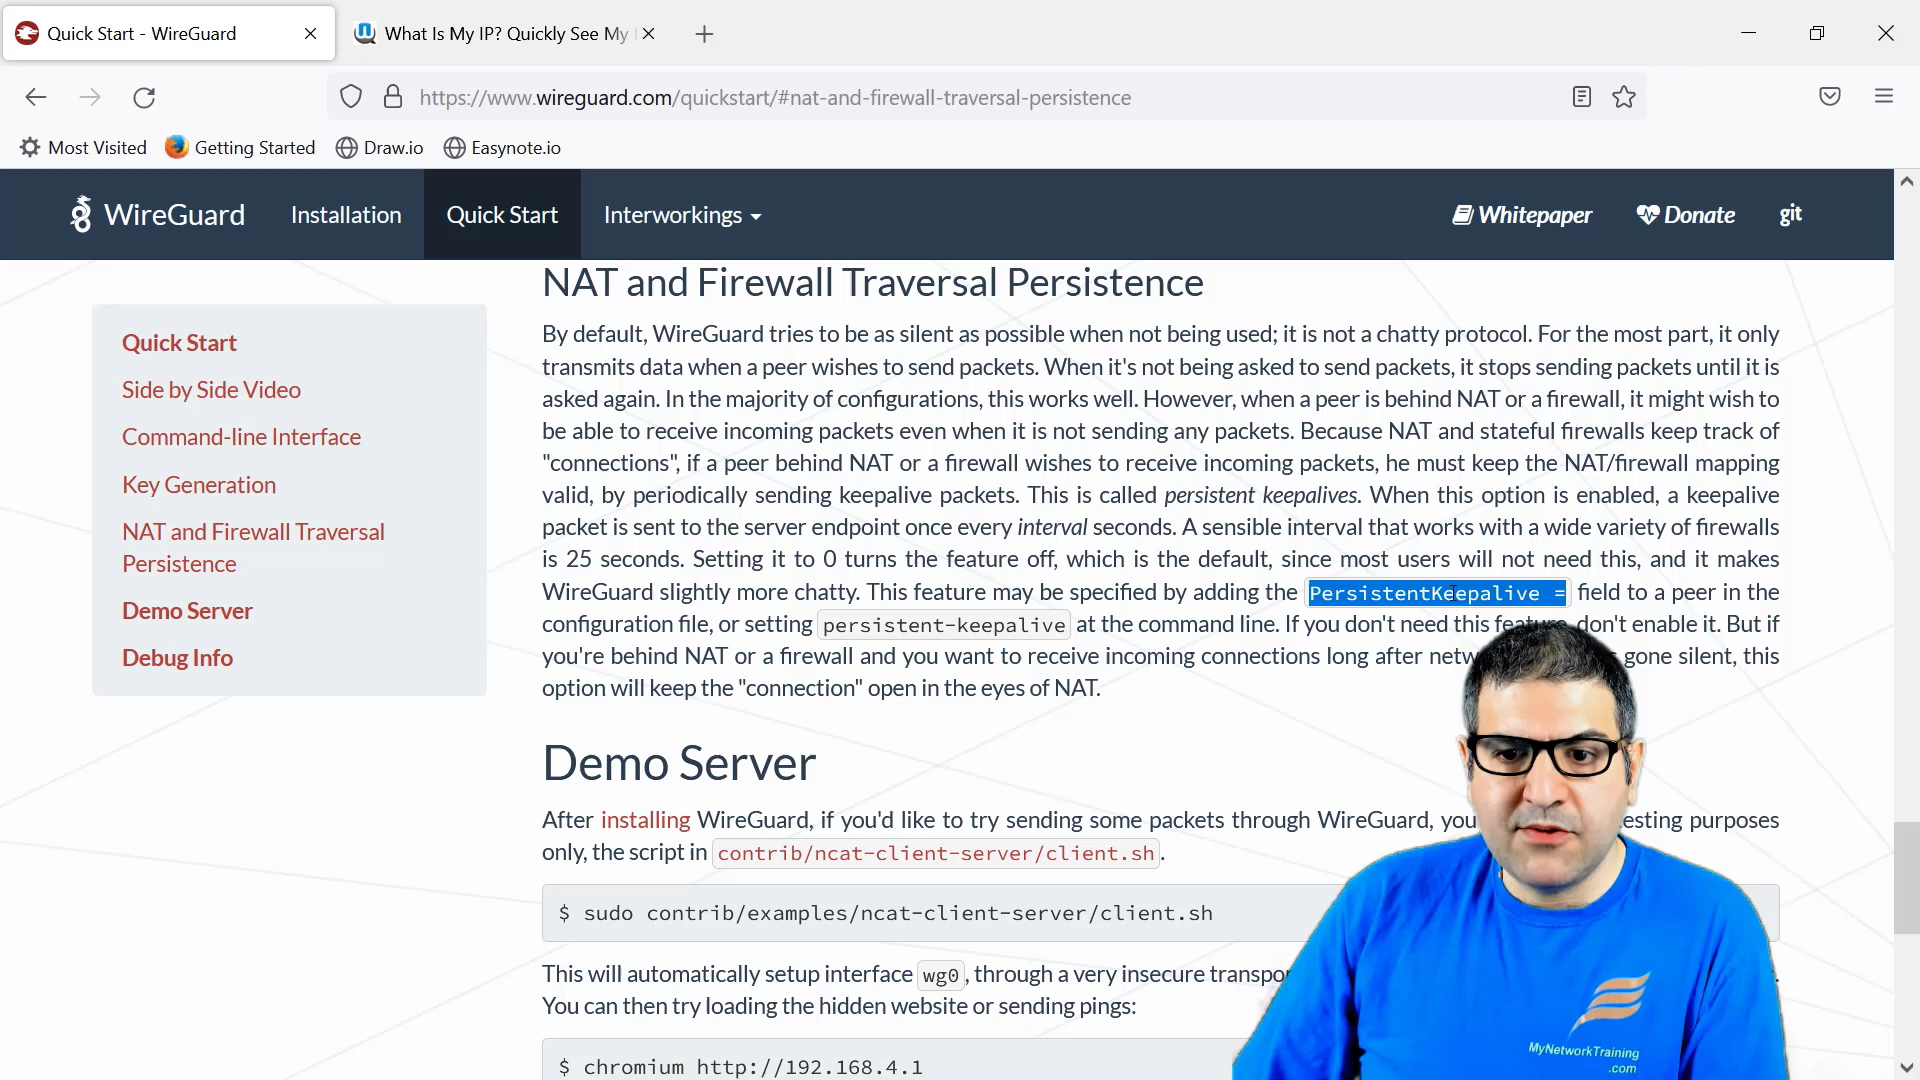 Quick Start - WireGuard
What Is My IP? Quickly See My
https://www.wireguard.com/quickstart/#nat-and-firewall-traversal-persistence
Most Visited
Getting Started
Draw.io
Easynote.io
WireGuard
Installation
Quick Start
Interworkings
Whitepaper
Donate
git
Quick Start
Side by Side Video
Command-line Interface
Key Generation
NAT and Firewall Traversal
Persistence
Demo Server
Debug Info
NAT and Firewall Traversal Persistence
By default, WireGuard tries to be as silent as possible when not being used; it is not a chatty protocol. For the most part, it only
transmits data when a peer wishes to send packets. When it's not being asked to send packets, it stops sending packets until it is
asked again. In the majority of configurations, this works well. However, when a peer is behind NAT or a firewall, it might wish to
be able to receive incoming packets even when it is not sending any packets. Because NAT and stateful firewalls keep track of
"connections", if a peer behind NAT or a firewall wishes to receive incoming packets, he must keep the NAT/firewall mapping
valid, by periodically sending keepalive packets. This is called persistent keepalives. When this option is enabled, a keepalive
packet is sent to the server endpoint once every interval seconds. A sensible interval that works with a wide variety of firewalls
is 25 seconds. Setting it to 0 turns the feature off, which is the default, since most users will not need this, and it makes
WireGuard slightly more chatty. This feature may be specified by adding the PersistentKeepalive = field to a peer in the
configuration file, or setting persistent-keepalive at the command line. If you don't need this feature, don't enable it. But if
you're behind NAT or a firewall and you want to receive incoming connections long after gone silent, this
option will keep the "connection" open in the eyes of NAT.
Demo Server
After installing WireGuard, if you'd like to try sending some packets through WireGuard, you purposes
only, the script in contrib/ncat-client-server/client.sh.
$ sudo contrib/examples/ncat-client-server/client.sh
This will automatically setup interface wg0, through a very insecure
You can then try loading the hidden website or sending pings:
$ chromium http://192.168.4.1
MyNetworkTraining
.com